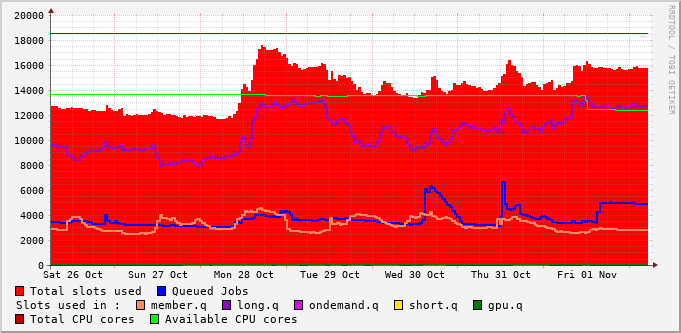 20000
18000
16000
14000
12000
10000
8000
6000
4000
2000
0
Sat 26 Oct Sun 27 Oct Mon 28 Oct Tue 29 Oct Wed 30 Oct Thu 31 Oct Fri 01 Nov
RRDTOOL / TOBI OETIKER
Total slots used Queued Jobs
Slots used in : member.q long.q ondemand.q short.q gpu.q
Total CPU cores Available CPU cores